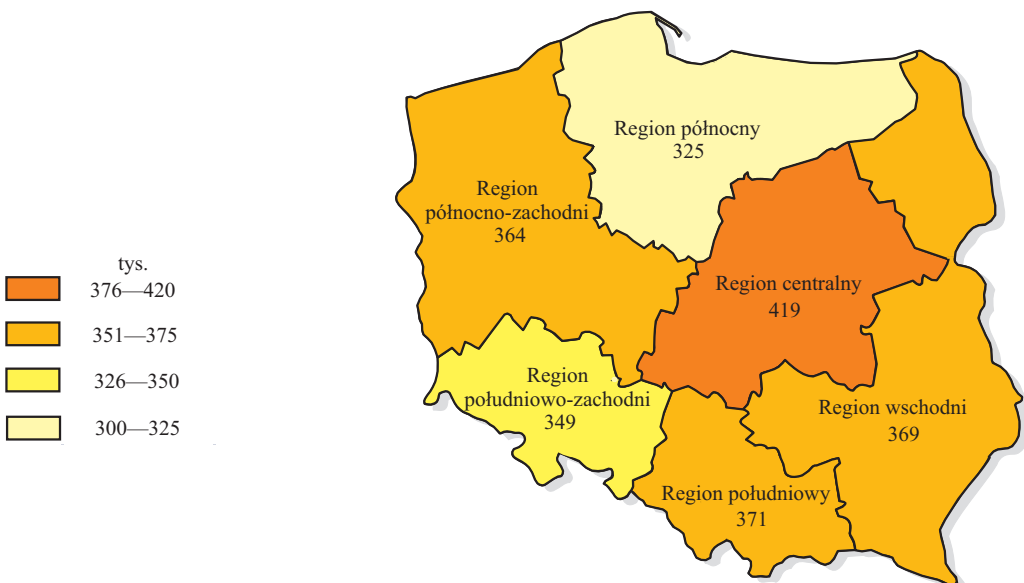 Region północny
325
Region
północno-zachodni
364
tys.
376—420
351—375
326—350
300—325
Region centralny
419
Region
południowo-zachodni
349
Region wschodni
369
Region południowy
371